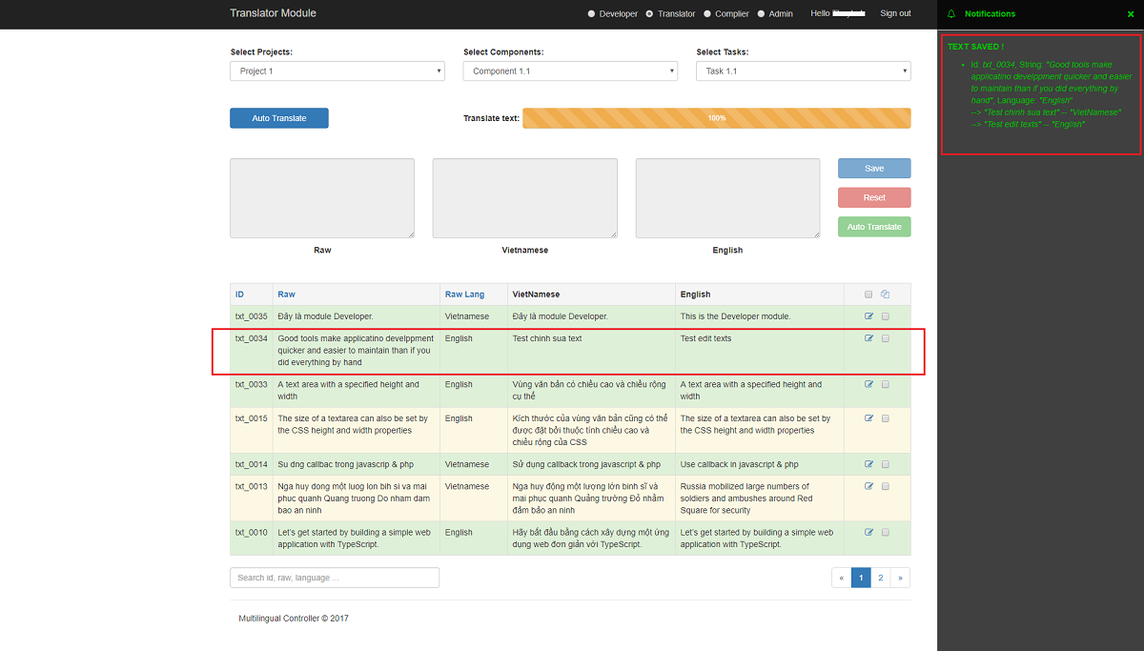 Translator Module
Developer Translator Complier Admin Hello Sign out
Notifications ×
TEXT SAVED !
Id: txt_0034, String: "Good tools make
applicatino develppment quicker and easier
to maintain than if you did everything by
hand", Language: "English"
--> "Test chinh sua text" -- "VietNamese"
--> "Test edit texts" -- "English"
Select Projects: Select Components: Select Tasks:
Project 1 Component 1.1 Task 1.1
Auto Translate Translate text: 100%
Save
Reset
Auto Translate
Raw Vietnamese English
ID Raw Raw Lang VietNamese English
txt_0035 Đây là module Developer. Vietnamese Đây là module Developer. This is the Developer module.
txt_0034 Good tools make applicatino develppment English Test chinh sua text Test edit texts
quicker and easier to maintain than if you
did everything by hand
txt_0033 A text area with a specified height and English Vùng văn bản có chiều cao và chiều rộng A text area with a specified height and
width cụ thể width
txt_0015 The size of a textarea can also be set by English Kích thước của vùng văn bản cũng có thể The size of a textarea can also be set by
the CSS height and width properties được đặt bởi thuộc tính chiều cao và the CSS height and width properties
chiều rộng của CSS
txt_0014 Su dng callbac trong javascrip & php Vietnamese Sử dụng callback trong javascript & php Use callback in javascript & php
txt_0013 Nga huy dong một luog lon bih si va mai Vietnamese Nga huy động một lượng lớn binh sĩ và Russia mobilized large numbers of
phuc quanh Quang truong Do nham dam mai phục quanh Quảng trường Đỏ nhằm soldiers and ambushes around Red
bao an ninh đảm bảo an ninh Square for security
txt_0010 Let's get started by building a simple web English Hãy bắt đầu bằng cách xây dựng một ứng Let's get started by building a simple web
application with TypeScript. dụng web đơn giản với TypeScript. application with TypeScript.
Search id, raw, language ... « 1 2 »
Multilingual Controller © 2017